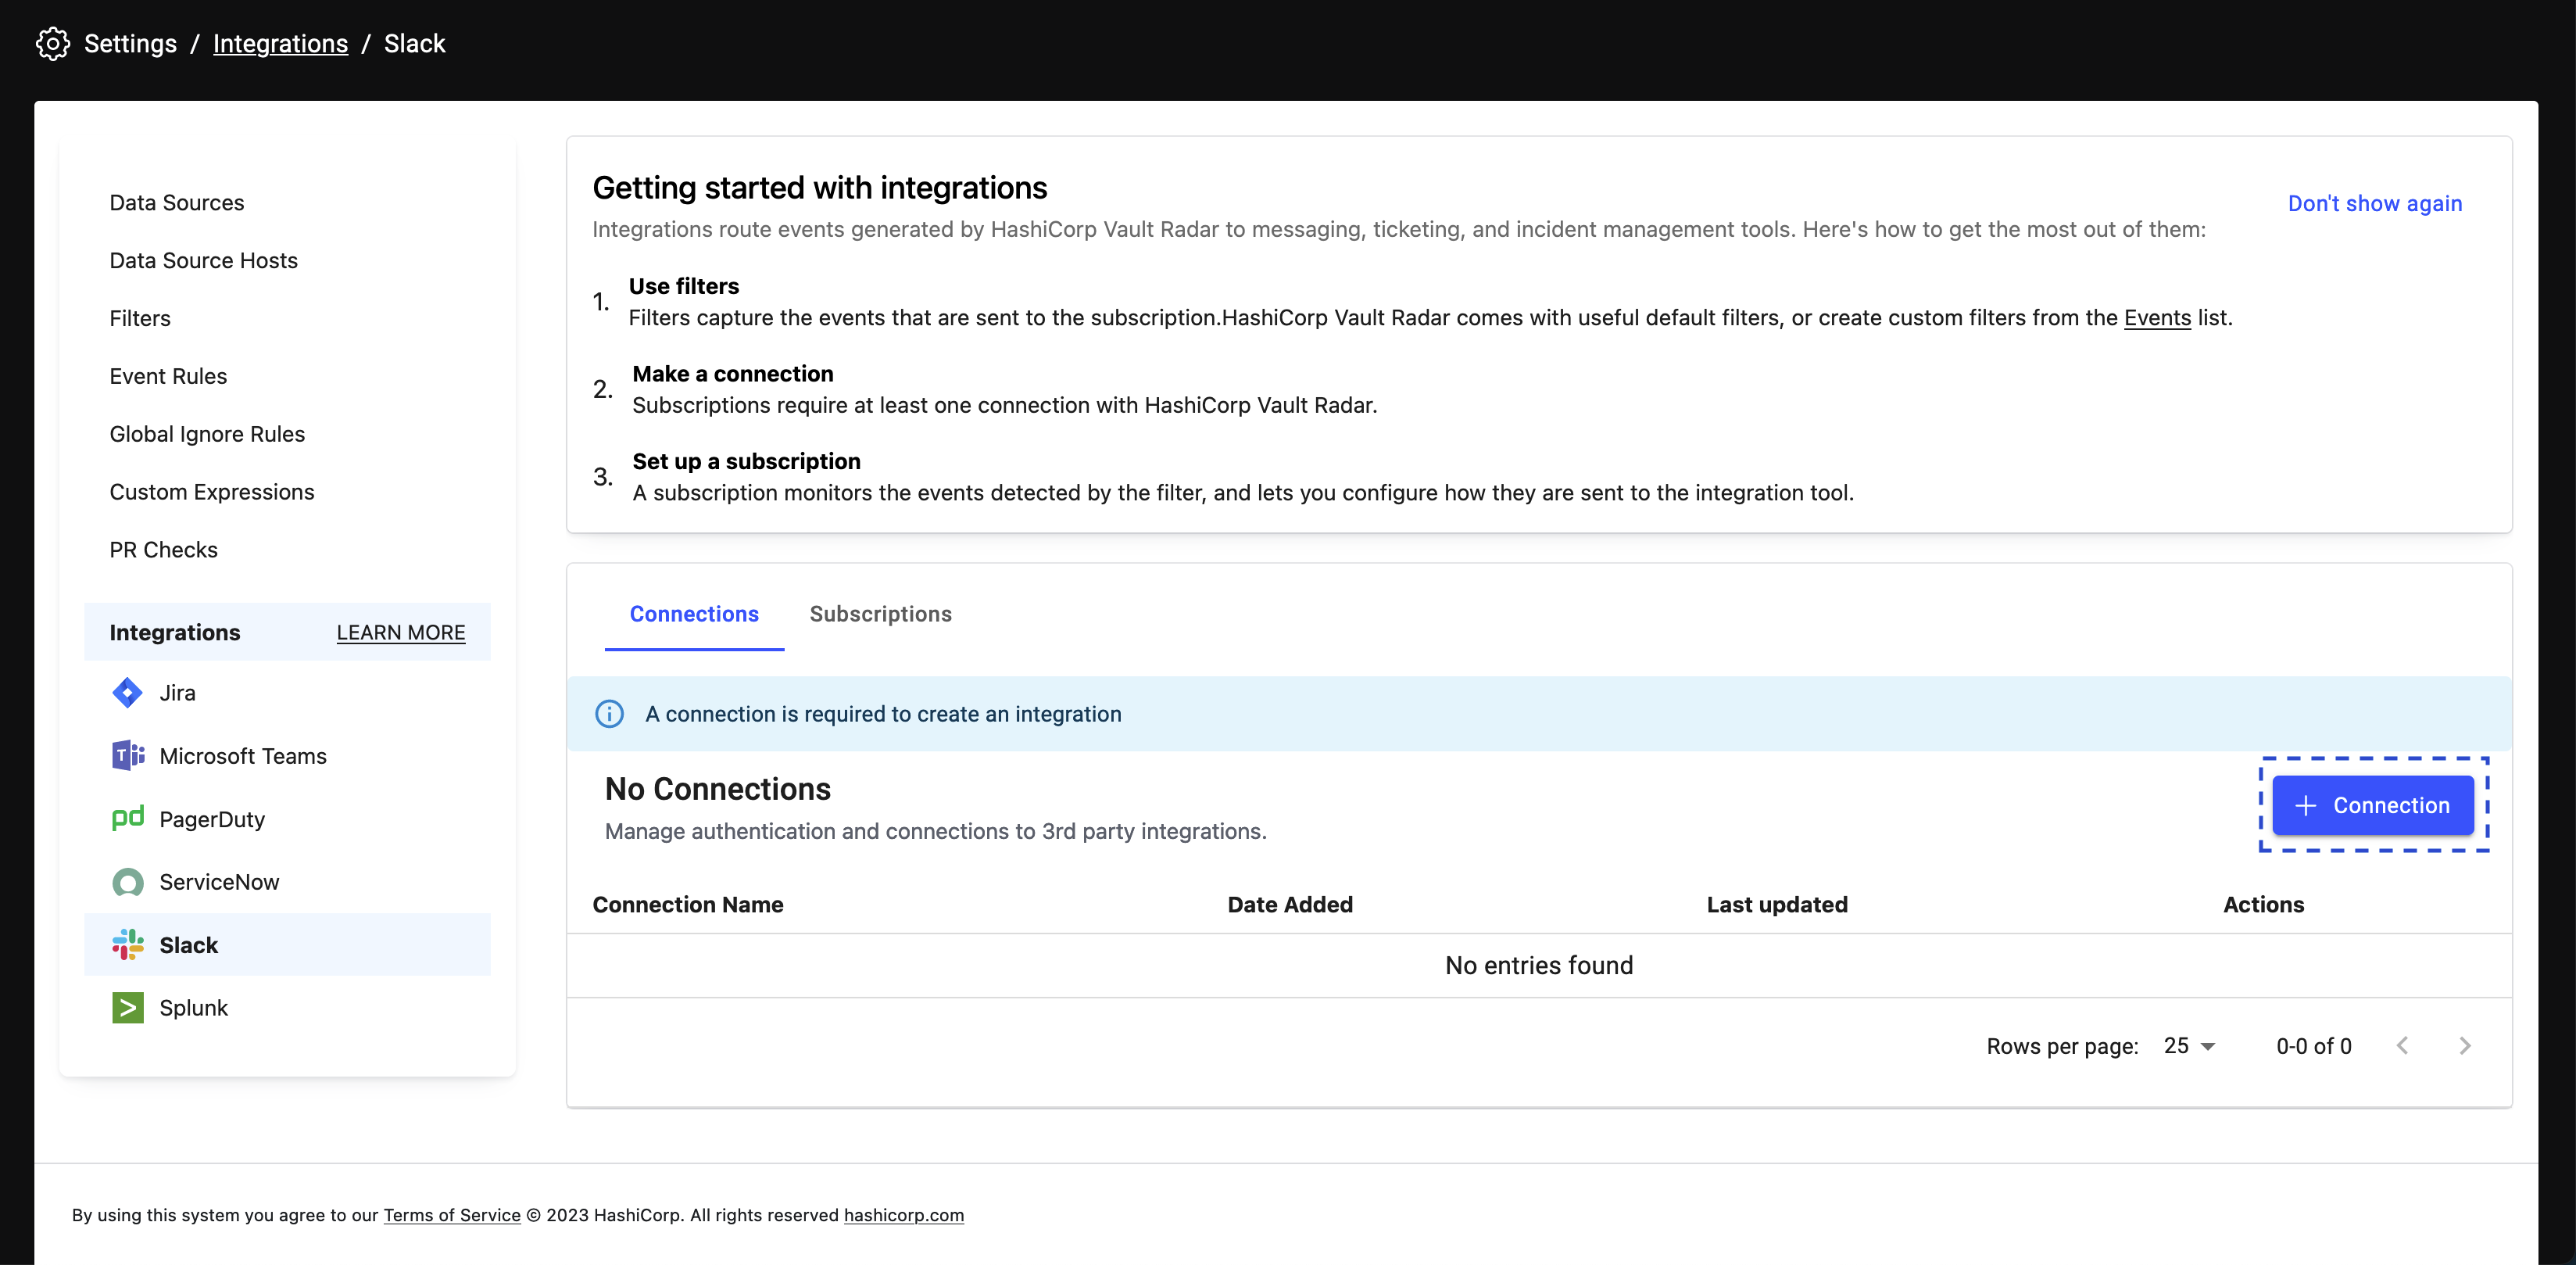 Settings / Integrations / Slack
Data Sources
Data Source Hosts
Filters
Event Rules
Global Ignore Rules
Custom Expressions
PR Checks
Integrations LEARN MORE
Jira
Microsoft Teams
PagerDuty
ServiceNow
Slack
Splunk
Getting started with integrations
Don't show again
Integrations route events generated by HashiCorp Vault Radar to messaging, ticketing, and incident management tools. Here's how to get the most out of them:
1. Use filters
Filters capture the events that are sent to the subscription.HashiCorp Vault Radar comes with useful default filters, or create custom filters from the Events list.
2. Make a connection
Subscriptions require at least one connection with HashiCorp Vault Radar.
3. Set up a subscription
A subscription monitors the events detected by the filter, and lets you configure how they are sent to the integration tool.
Connections Subscriptions
A connection is required to create an integration
No Connections
Manage authentication and connections to 3rd party integrations.
+ Connection
Connection Name Date Added Last updated Actions
No entries found
Rows per page: 25 0-0 of 0
By using this system you agree to our Terms of Service © 2023 HashiCorp. All rights reserved hashicorp.com